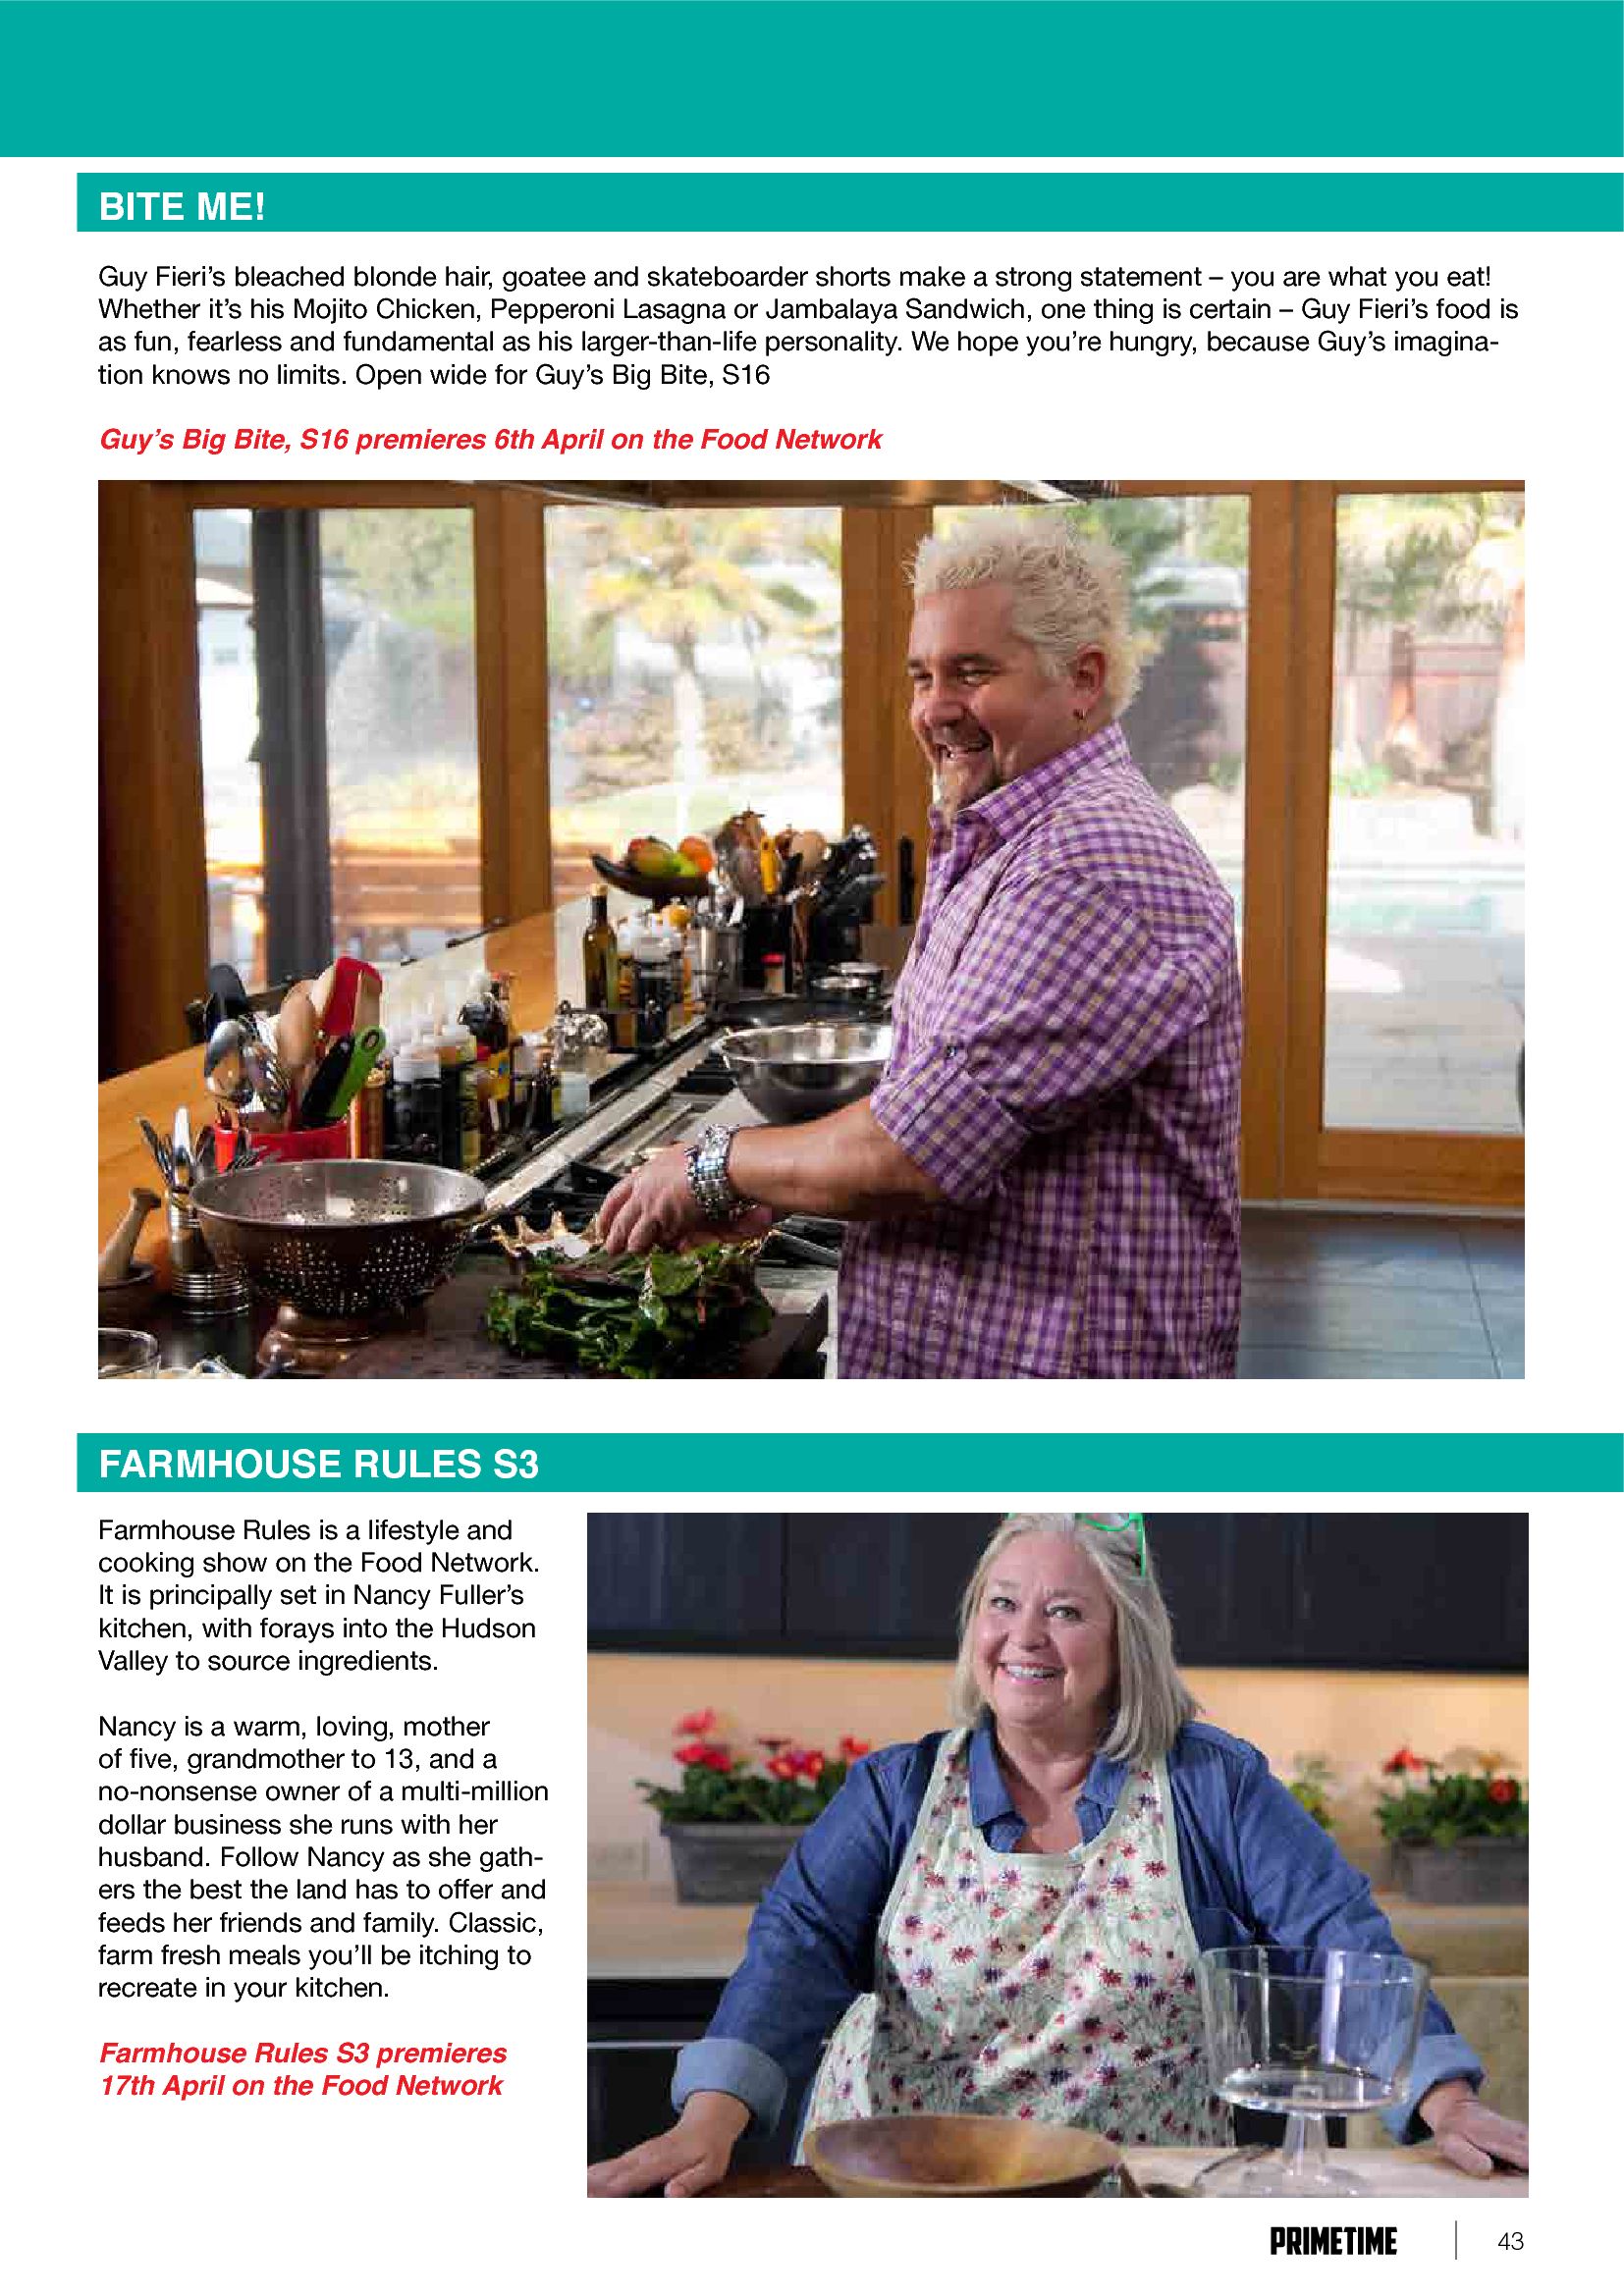 BITE ME!
Guy Fieri’s bleached blonde hair, goatee and skateboarder shorts make a strong statement – you are what you eat!
Whether it’s his Mojito Chicken, Pepperoni Lasagna or Jambalaya Sandwich, one thing is certain – Guy Fieri’s food is
as fun, fearless and fundamental as his larger-than-life personality. We hope you’re hungry, because Guy’s imagina-
tion knows no limits. Open wide for Guy’s Big Bite, S16
Guy’s Big Bite, S16 premieres 6th April on the Food Network
FARMHOUSE RULES S3
Farmhouse Rules is a lifestyle and
cooking show on the Food Network.
It is principally set in Nancy Fuller’s
kitchen, with forays into the Hudson
Valley to source ingredients.
Nancy is a warm, loving, mother
of five, grandmother to 13, and a
no-nonsense owner of a multi-million
dollar business she runs with her
husband. Follow Nancy as she gath-
ers the best the land has to offer and
feeds her friends and family. Classic,
farm fresh meals you’ll be itching to
recreate in your kitchen.
Farmhouse Rules S3 premieres
17th April on the Food Network
PRIMETIME
43